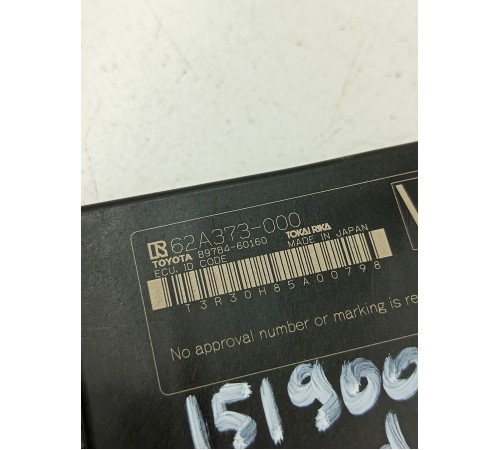 62A373-000
TOYOTA 89784-60160 TOKAI RIKA
ECU, ID CODE MADE IN JAPAN
T3R30H85A00798
No approval number or marking is re
151900